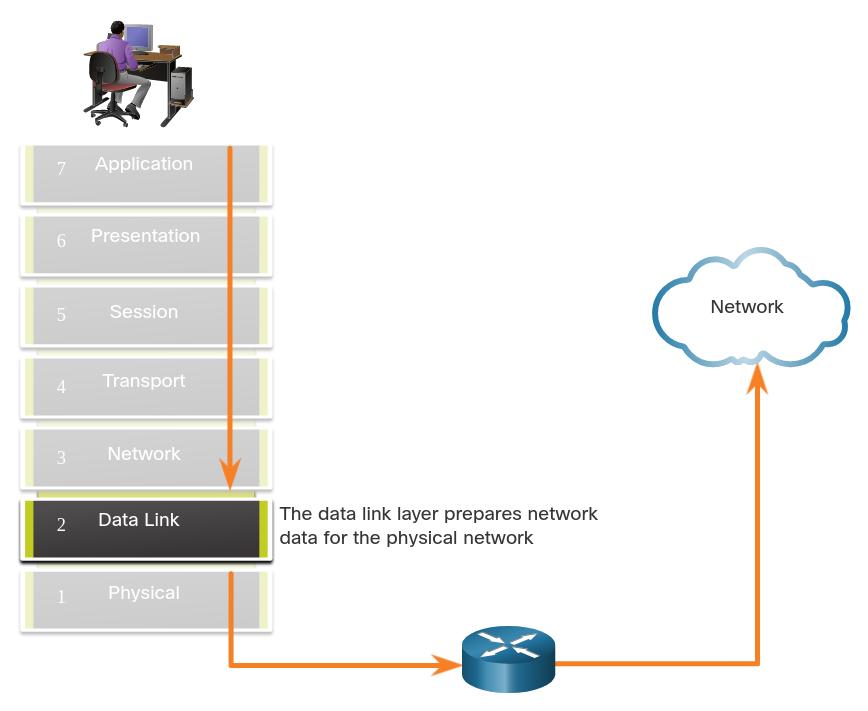 7 Application
6 Presentation
5 Session
4 Transport
3 Network
2 Data Link
1 Physical
The data link layer prepares network
data for the physical network
Network